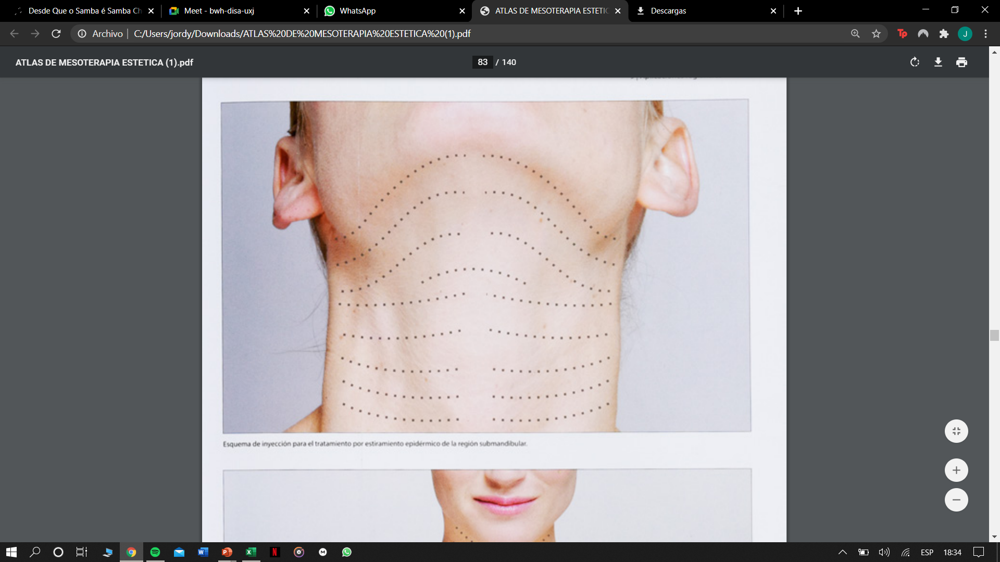 Desde Que o Samba é Samba Ch
Meet - bwh-disa-uxj
WhatsApp
ATLAS DE MESOTERAPIA ESTETIC
Descargas
Archivo
C:/Users/jordy/Downloads/ATLAS%20DE%20MESOTERAPIA%20ESTETICA%20(1).pdf
Tp
J
ATLAS DE MESOTERAPIA ESTETICA (1).pdf
83 / 140
Esquema de inyección para el tratamiento por estiramiento epidérmico de la región submandibular.
ESP
18:34